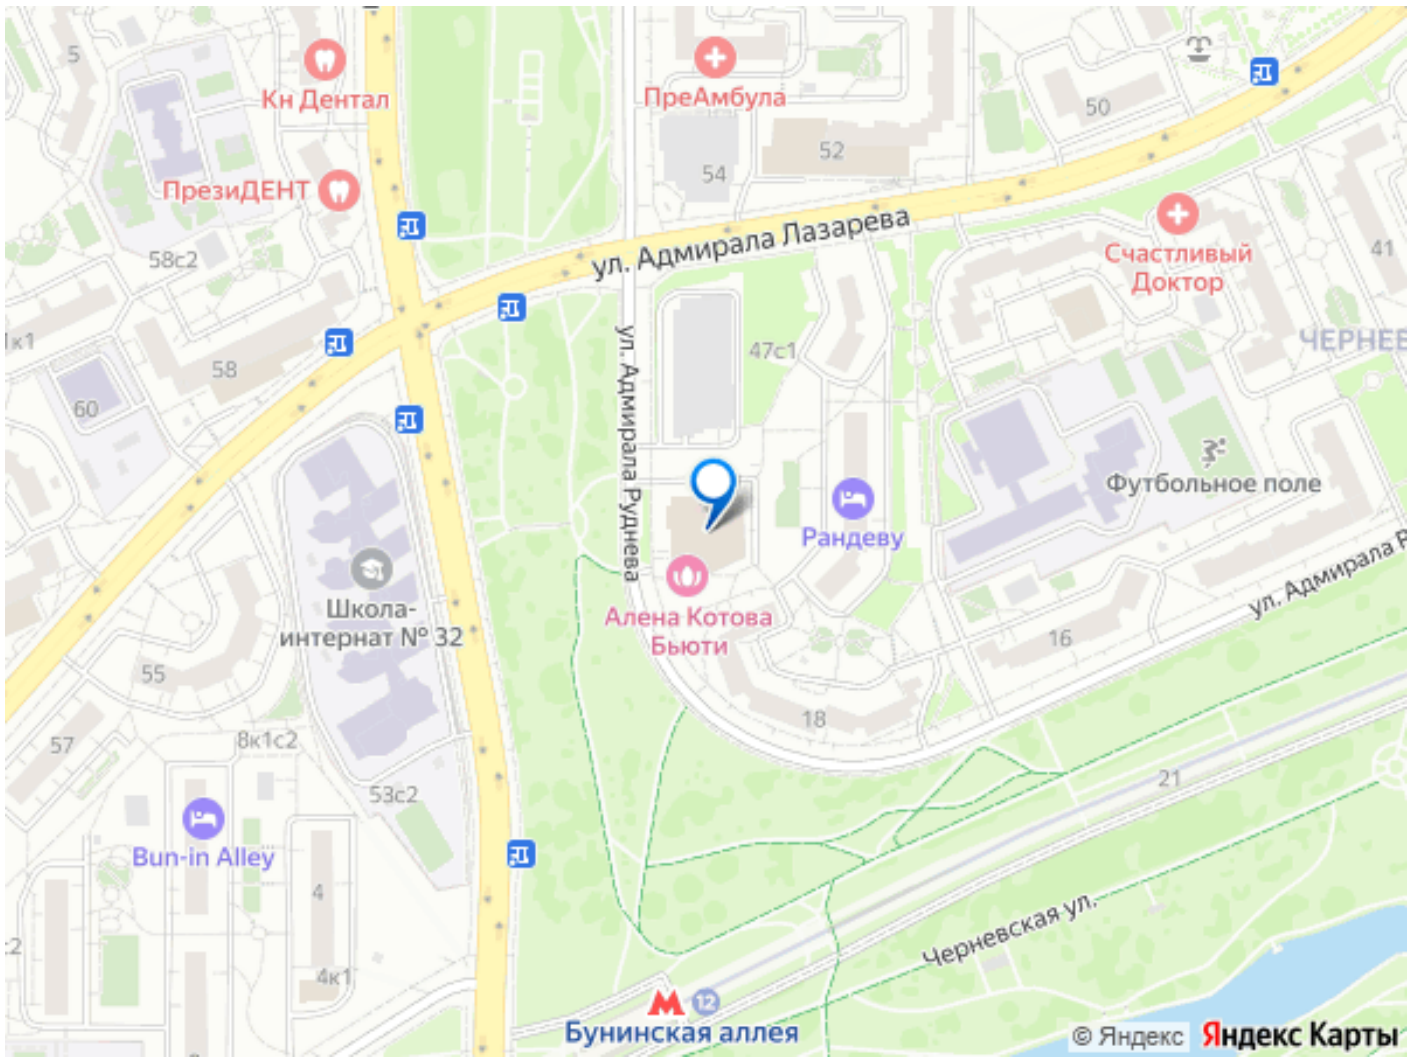 5
Кн Дентал
ПреАмбула
50
52
54
ПрезиДЕНТ
58с2
ул. Адмирала Лазарева
Счастливый
Доктор
41
1к1
ул. Адмирала Руднева
47с1
ЧЕРНЕВ
58
60
Футбольное поле
Рандеву
Школа-
интернат № 32
Алена Котова
Бьюти
ул. Адмирала Р
16
55
18
57
8к1с2
53с2
21
Bun-in Alley
4
Черневская ул.
с2
4к1
М 12
Бунинская аллея
© Яндекс Яндекс Карты